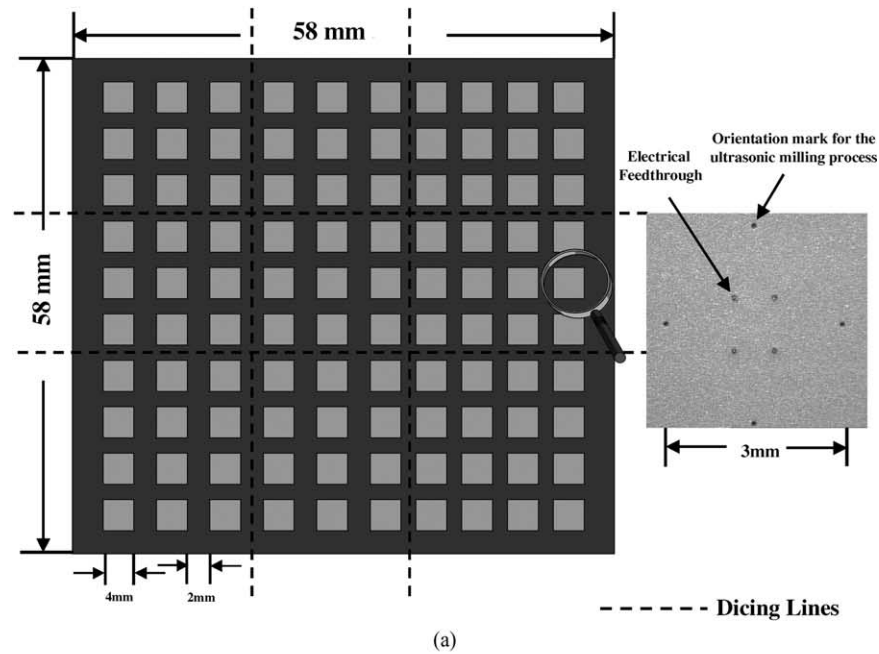 58 mm
58 mm
Orientation mark for the
ultrasonic milling process
Electrical
Feedthrough
3mm
4mm
2mm
Dicing Lines
(a)